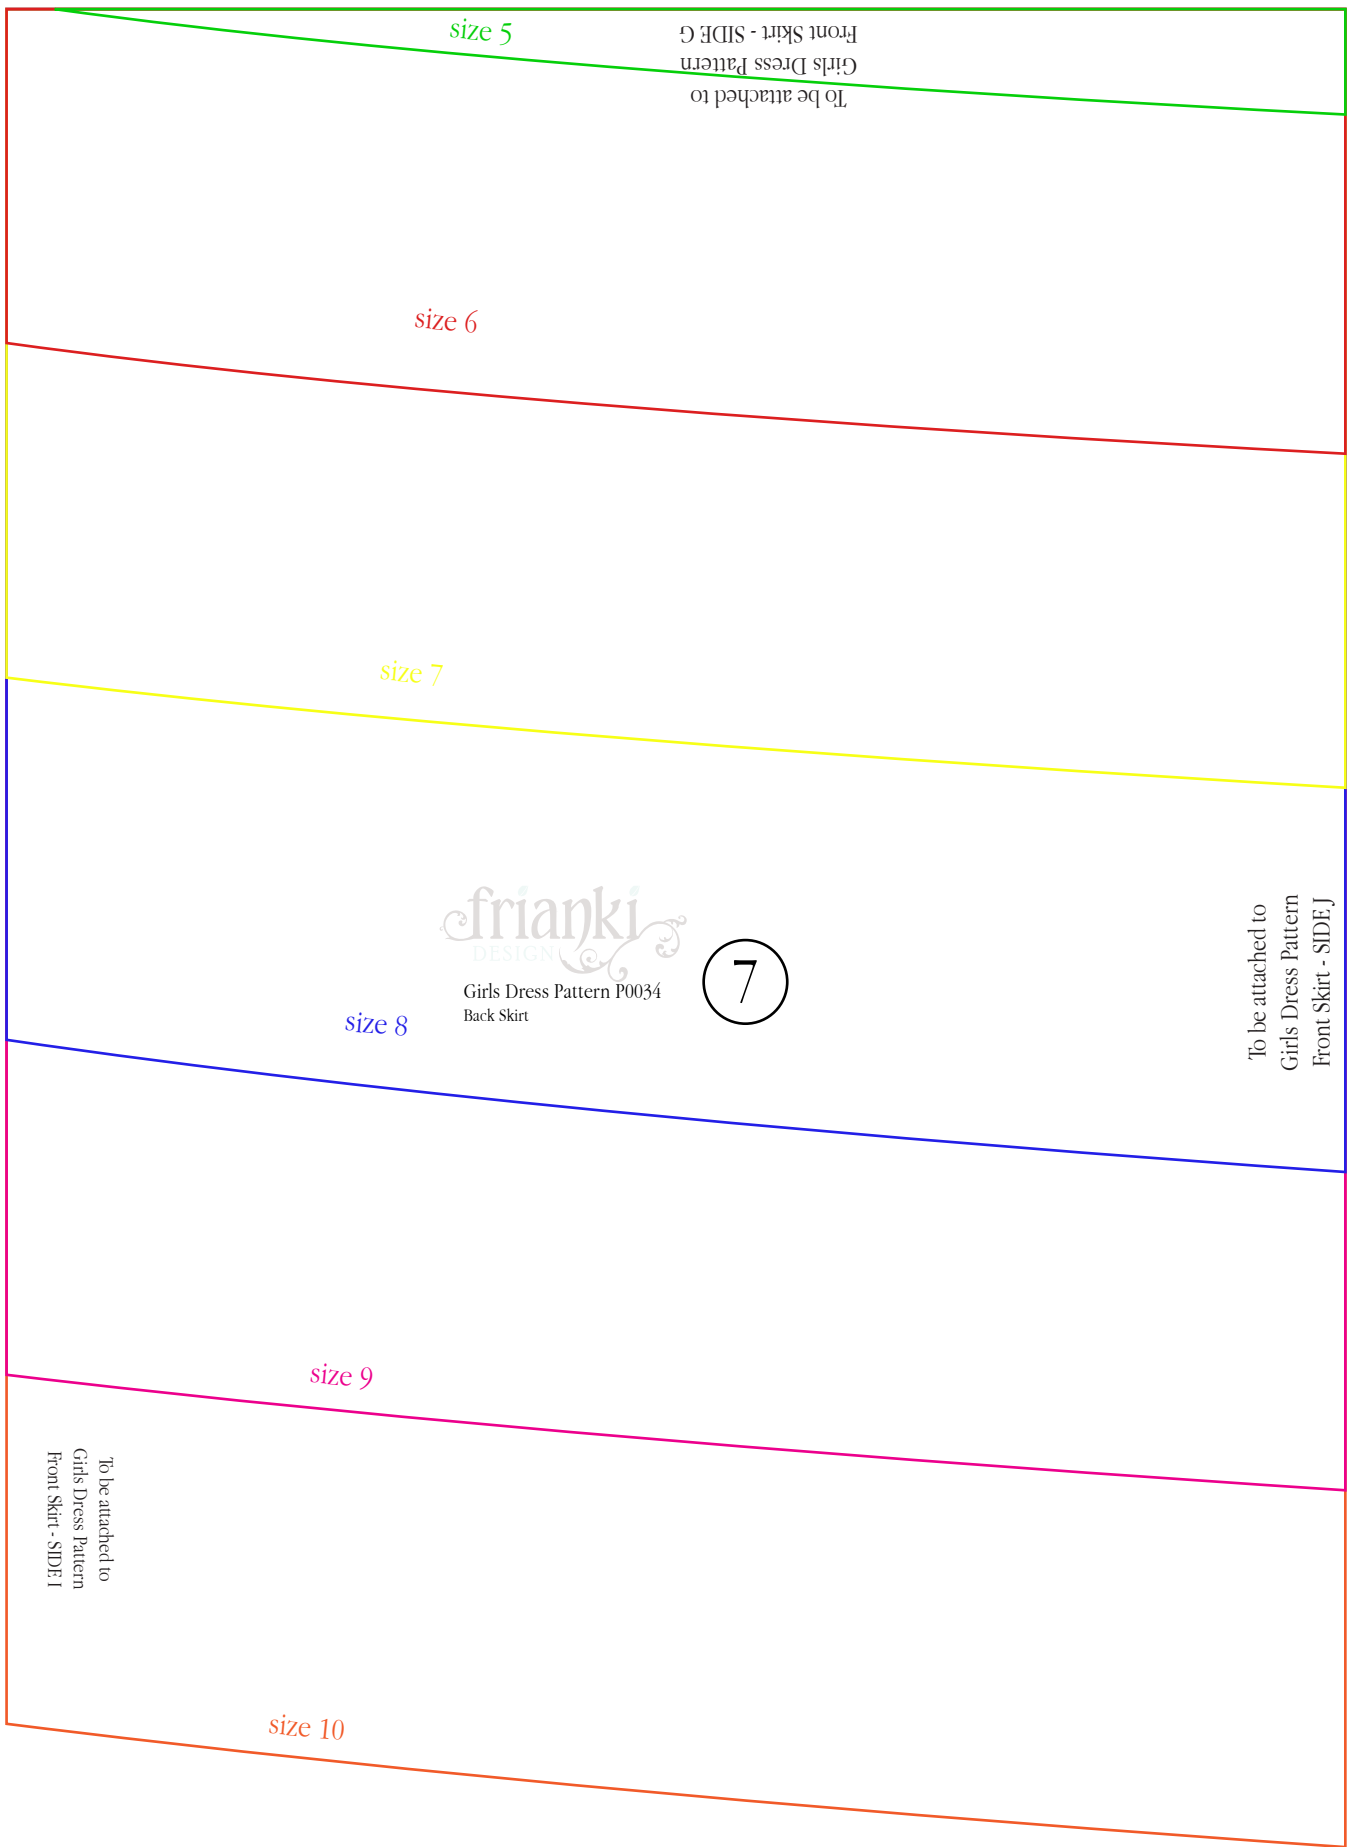 size 5
To be attached to
Girls Dress Pattern
Front Skirt - SIDE G
size 6
size 7
frianki
DESIGN
Girls Dress Pattern P0034
Back Skirt
7
To be attached to
Girls Dress Pattern
Front Skirt - SIDE J
size 8
size 9
To be attached to
Girls Dress Pattern
Front Skirt - SIDE I
size 10